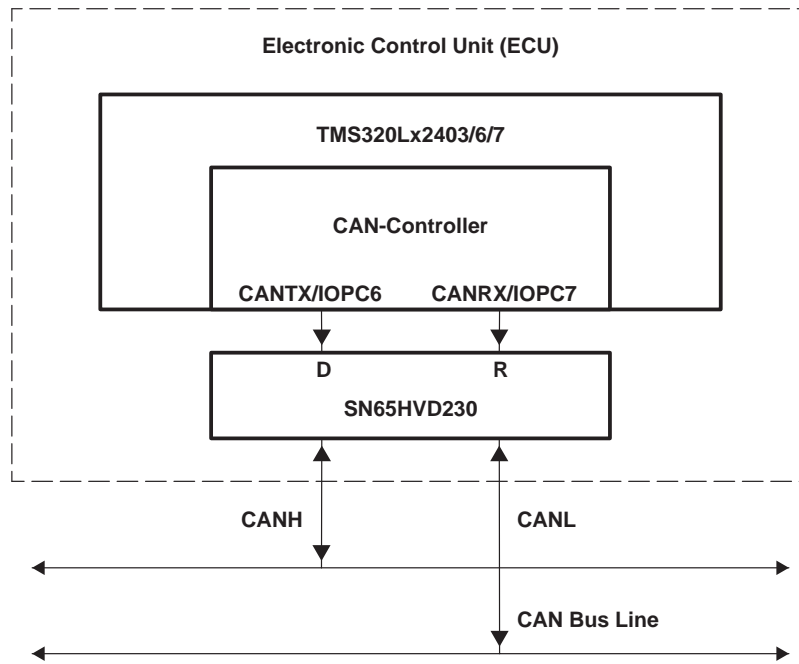 Electronic Control Unit (ECU)
TMS320Lx2403/6/7
CAN-Controller
CANTX/IOPC6 CANRX/IOPC7
D R
SN65HVD230
CANH CANL
CAN Bus Line